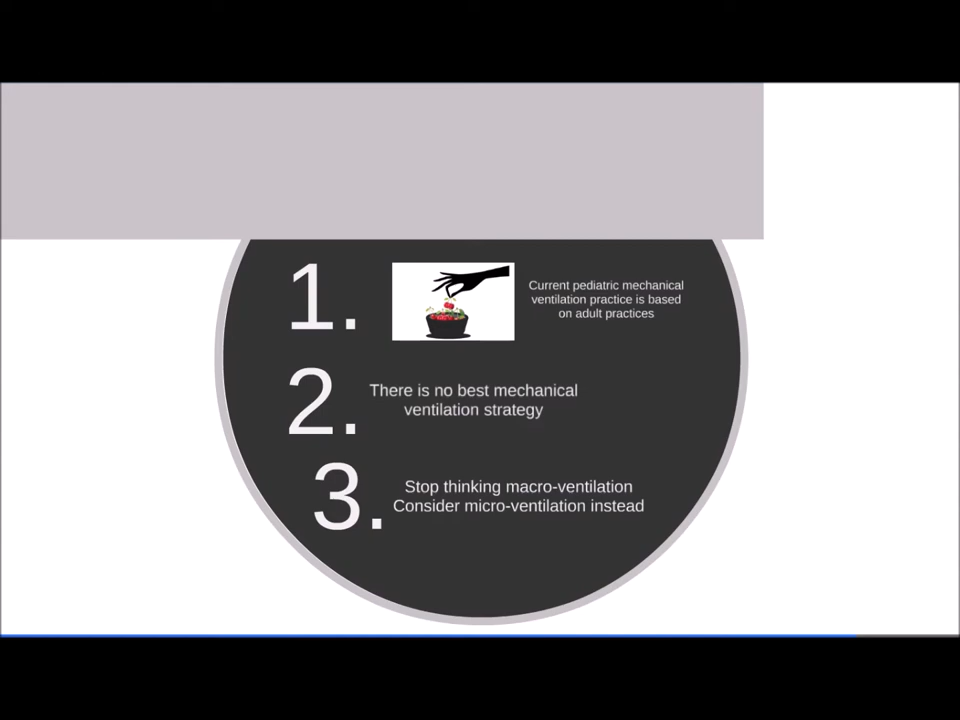 1.
Current pediatric mechanical
ventilation practice is based
on adult practices
2.
There is no best mechanical
ventilation strategy
3.
Stop thinking macro-ventilation
Consider micro-ventilation instead